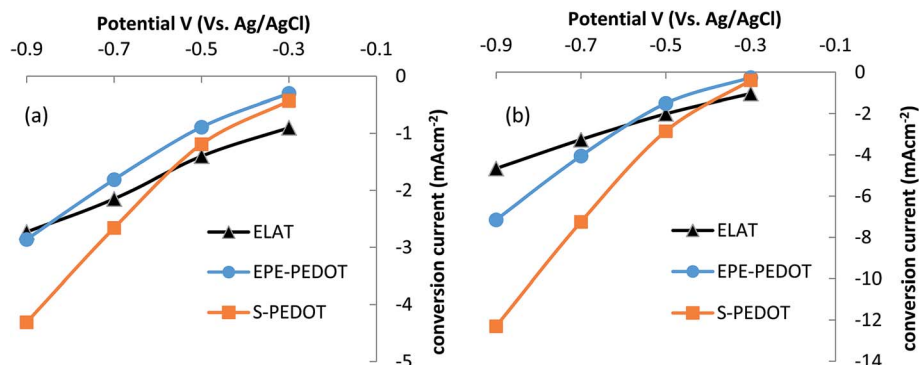 Potential V (Vs. Ag/AgCl)
-0.9 -0.7 -0.5 -0.3 -0.1
0
-1
-2
-3
-4
-5
(a)
ELAT
EPE-PEDOT
S-PEDOT
conversion current (mAcm⁻²)
Potential V (Vs. Ag/AgCl)
-0.9 -0.7 -0.5 -0.3 -0.1
0
-2
-4
-6
-8
-10
-12
-14
(b)
ELAT
EPE-PEDOT
S-PEDOT
conversion current (mAcm⁻²)